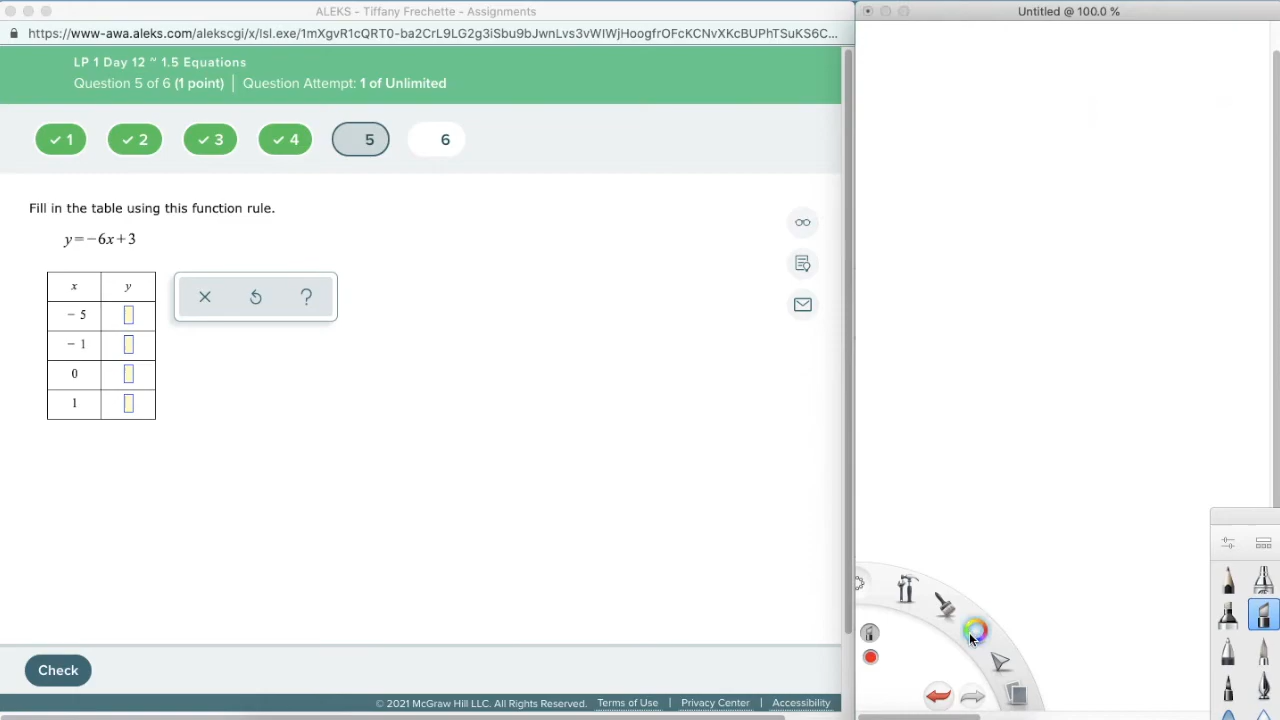 ALEKS - Tiffany Frechette - Assignments
Untitled @ 100.0 %
https://www-awa.aleks.com/alekscgi/x/Isl.exe/1mXgvR1cQRT0-ba2CrL9LG2g3iSbu9bJwnLvs3vWIWjHoogfrOFcKCNvXKcBUPhTSuKS6C...
LP 1 Day 12 ~ 1.5 Equations
Question 5 of 6 (1 point) | Question Attempt: 1 of Unlimited
✓ 1 ✓ 2 ✓ 3 ✓ 4 5 6
Fill in the table using this function rule.
y=−6x+3
x y
− 5
− 1
0
1
Check
© 2021 McGraw Hill LLC. All Rights Reserved. Terms of Use | Privacy Center | Accessibility